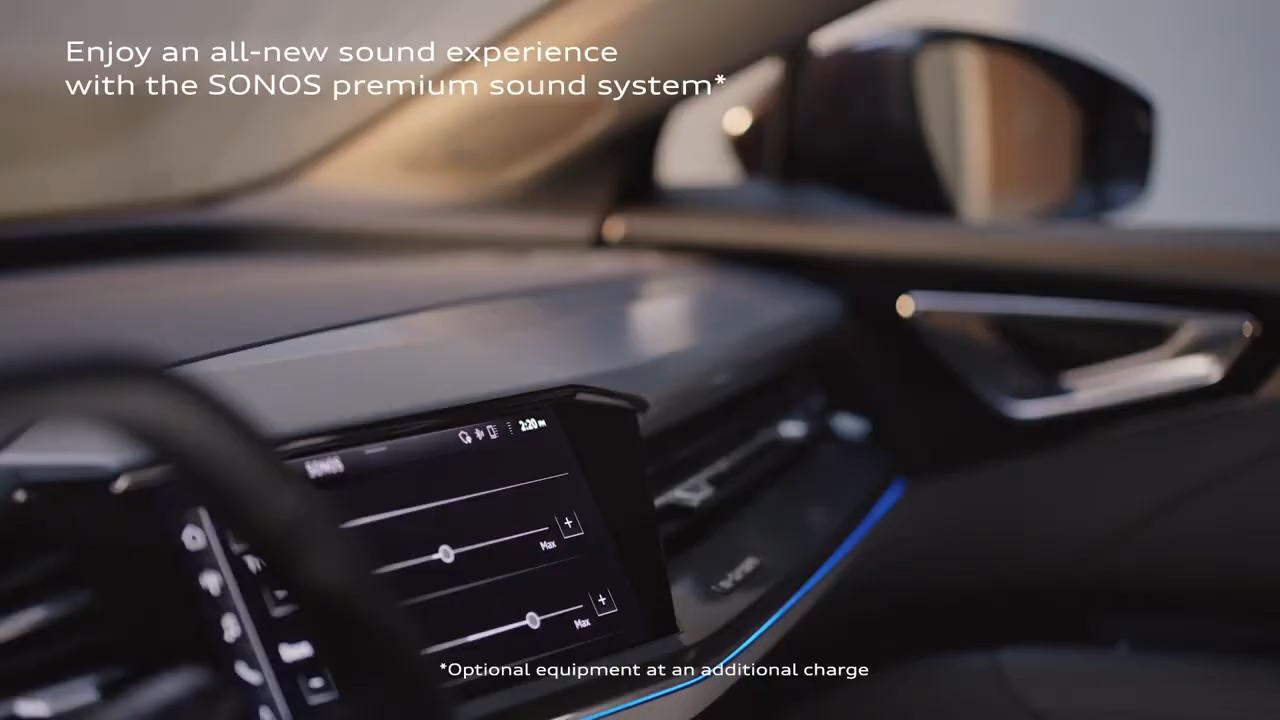 Enjoy an all-new sound experience
with the SONOS premium sound system*
2:20 PM
SONOS
Max
Max
*Optional equipment at an additional charge